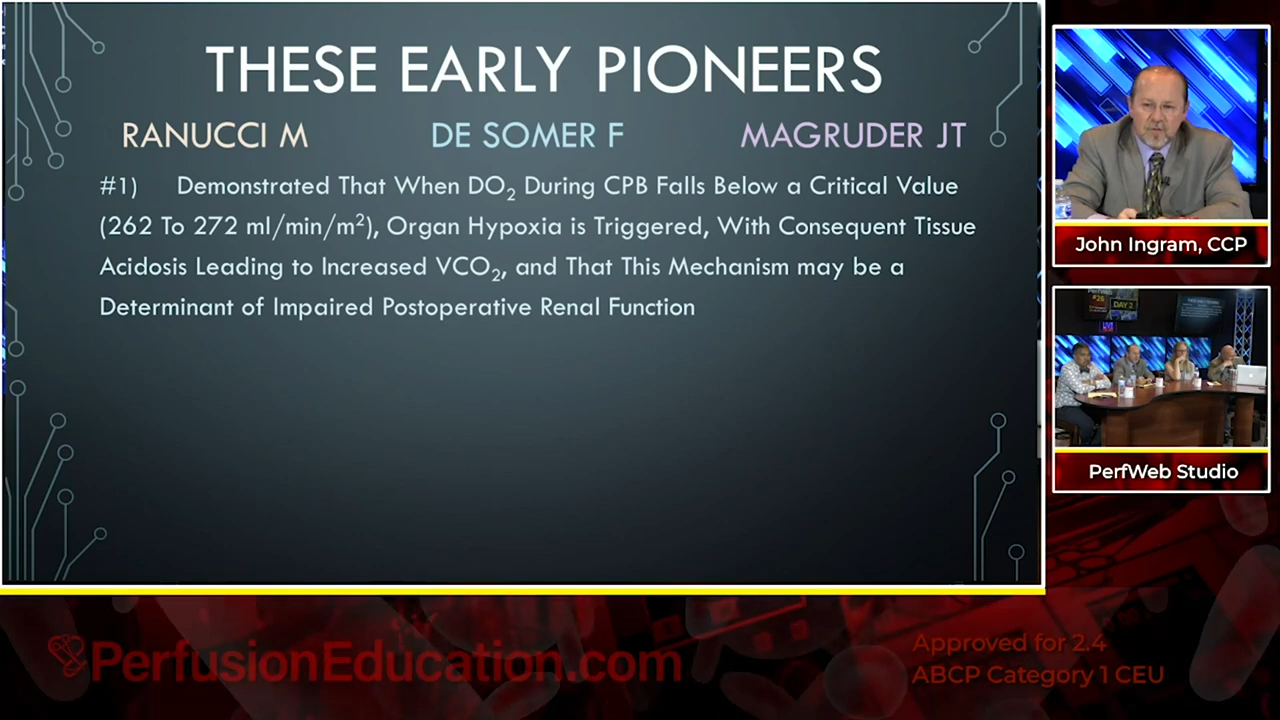 THESE EARLY PIONEERS
RANUCCI M DE SOMER F MAGRUDER JT
#1) Demonstrated That When DO₂ During CPB Falls Below a Critical Value
(262 To 272 ml/min/m²), Organ Hypoxia is Triggered, With Consequent Tissue
Acidosis Leading to Increased VCO₂, and That This Mechanism may be a
Determinant of Impaired Postoperative Renal Function
John Ingram, CCP
DAY 2
PerfWeb Studio
PerfusionEducation.com
Approved for 2.4
ABCP Category 1 CEU